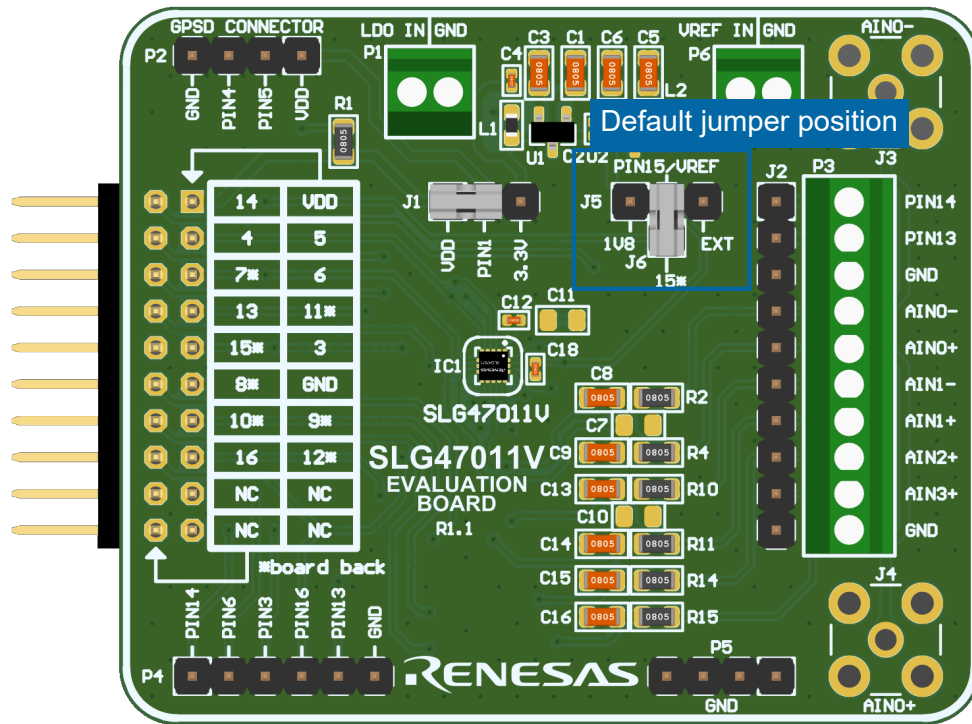 GPSD CONNECTOR
P2
GND
PIN4
PIN5
VDD
LDO IN GND
P1
VREF IN GND
P6
AIN0-
J3
C4
C3
C1
C6
C5
0805
0805
0805
0805
L2
L1
U1
C2
U2
R1
0805
Default jumper position
PIN15/VREF
J5
1V8
J6
EXT
15*
J1
VDD
PIN1
3.3V
J2
P3
PIN14
PIN13
GND
AIN0-
AIN0+
AIN1-
AIN1+
AIN2+
AIN3+
GND
14 VDD
4 5
7* 6
13 11*
15* 3
8* GND
10* 9*
16 12*
NC NC
NC NC
*board back
C12
C11
C18
IC1
RENESAS
SLG47011V
SLG47011V
EVALUATION
BOARD
R1.1
C8 0805 0805 R2
C7
C9 0805 0805 R4
C13 0805 0805 R10
C10
C14 0805 0805 R11
C15 0805 0805 R14
C16 0805 0805 R15
J4
AIN0+
P4
PIN14
PIN6
PIN3
PIN16
PIN13
GND
RENESAS
P5
GND